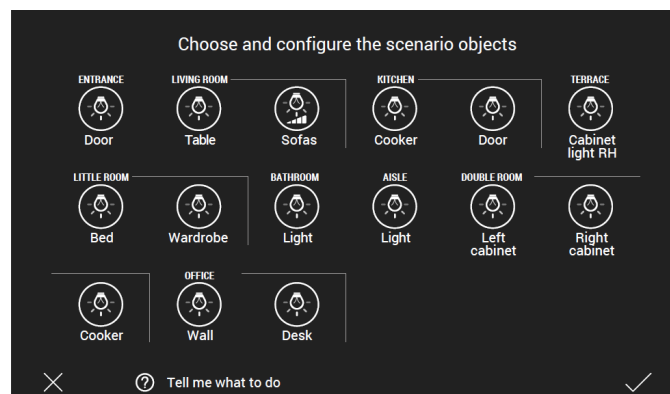 Choose and configure the scenario objects
ENTRANCE LIVING ROOM KITCHEN TERRACE
Door Table Sofas Cooker Door Cabinet
light RH
LITTLE ROOM BATHROOM AISLE DOUBLE ROOM
Bed Wardrobe Light Light Left Right
cabinet cabinet
OFFICE
Cooker Wall Desk
? Tell me what to do